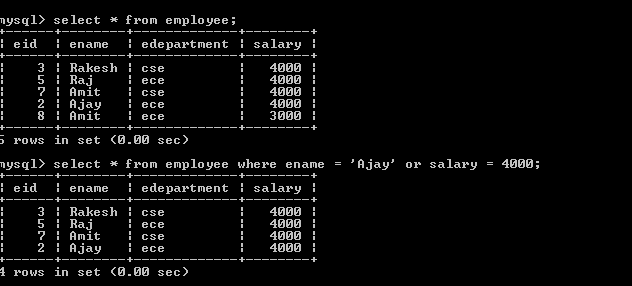 mysql> select * from employee;
+------+--------+-------------+--------+
| eid | ename | edepartment | salary |
+------+--------+-------------+--------+
| 3 | Rakesh | cse | 4000 |
| 5 | Raj | ece | 4000 |
| 7 | Amit | cse | 4000 |
| 2 | Ajay | ece | 4000 |
| 8 | Amit | ece | 3000 |
+------+--------+-------------+--------+
5 rows in set (0.00 sec)
mysql> select * from employee where ename = 'Ajay' or salary = 4000;
+------+--------+-------------+--------+
| eid | ename | edepartment | salary |
+------+--------+-------------+--------+
| 3 | Rakesh | cse | 4000 |
| 5 | Raj | ece | 4000 |
| 7 | Amit | cse | 4000 |
| 2 | Ajay | ece | 4000 |
+------+--------+-------------+--------+
4 rows in set (0.00 sec)